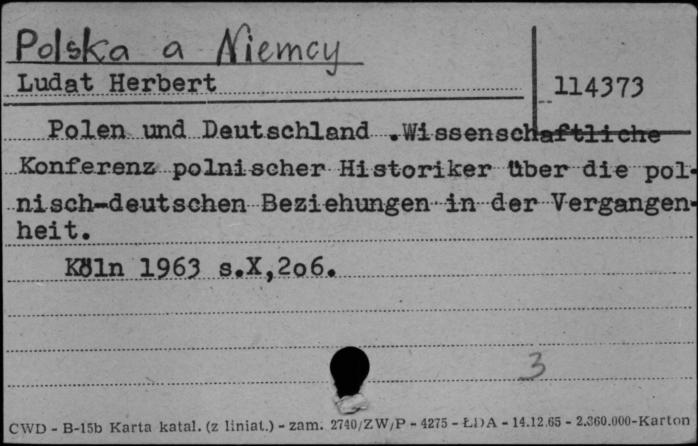 Polska a Niemcy
Ludat Herbert
114373
Polen und Deutschland .Wissenschaftliche
Konferenz polnischer Historiker über die pol-
nisch-deutschen Beziehungen in der Vergangen-
heit.
Köln 1963 s.X,2o6.
3
CWD - B-15b Karta katal. (z liniat.) - zam. 2740/ZW/P - 4275 - ŁDA - 14.12.65 - 2.360.000-Karton